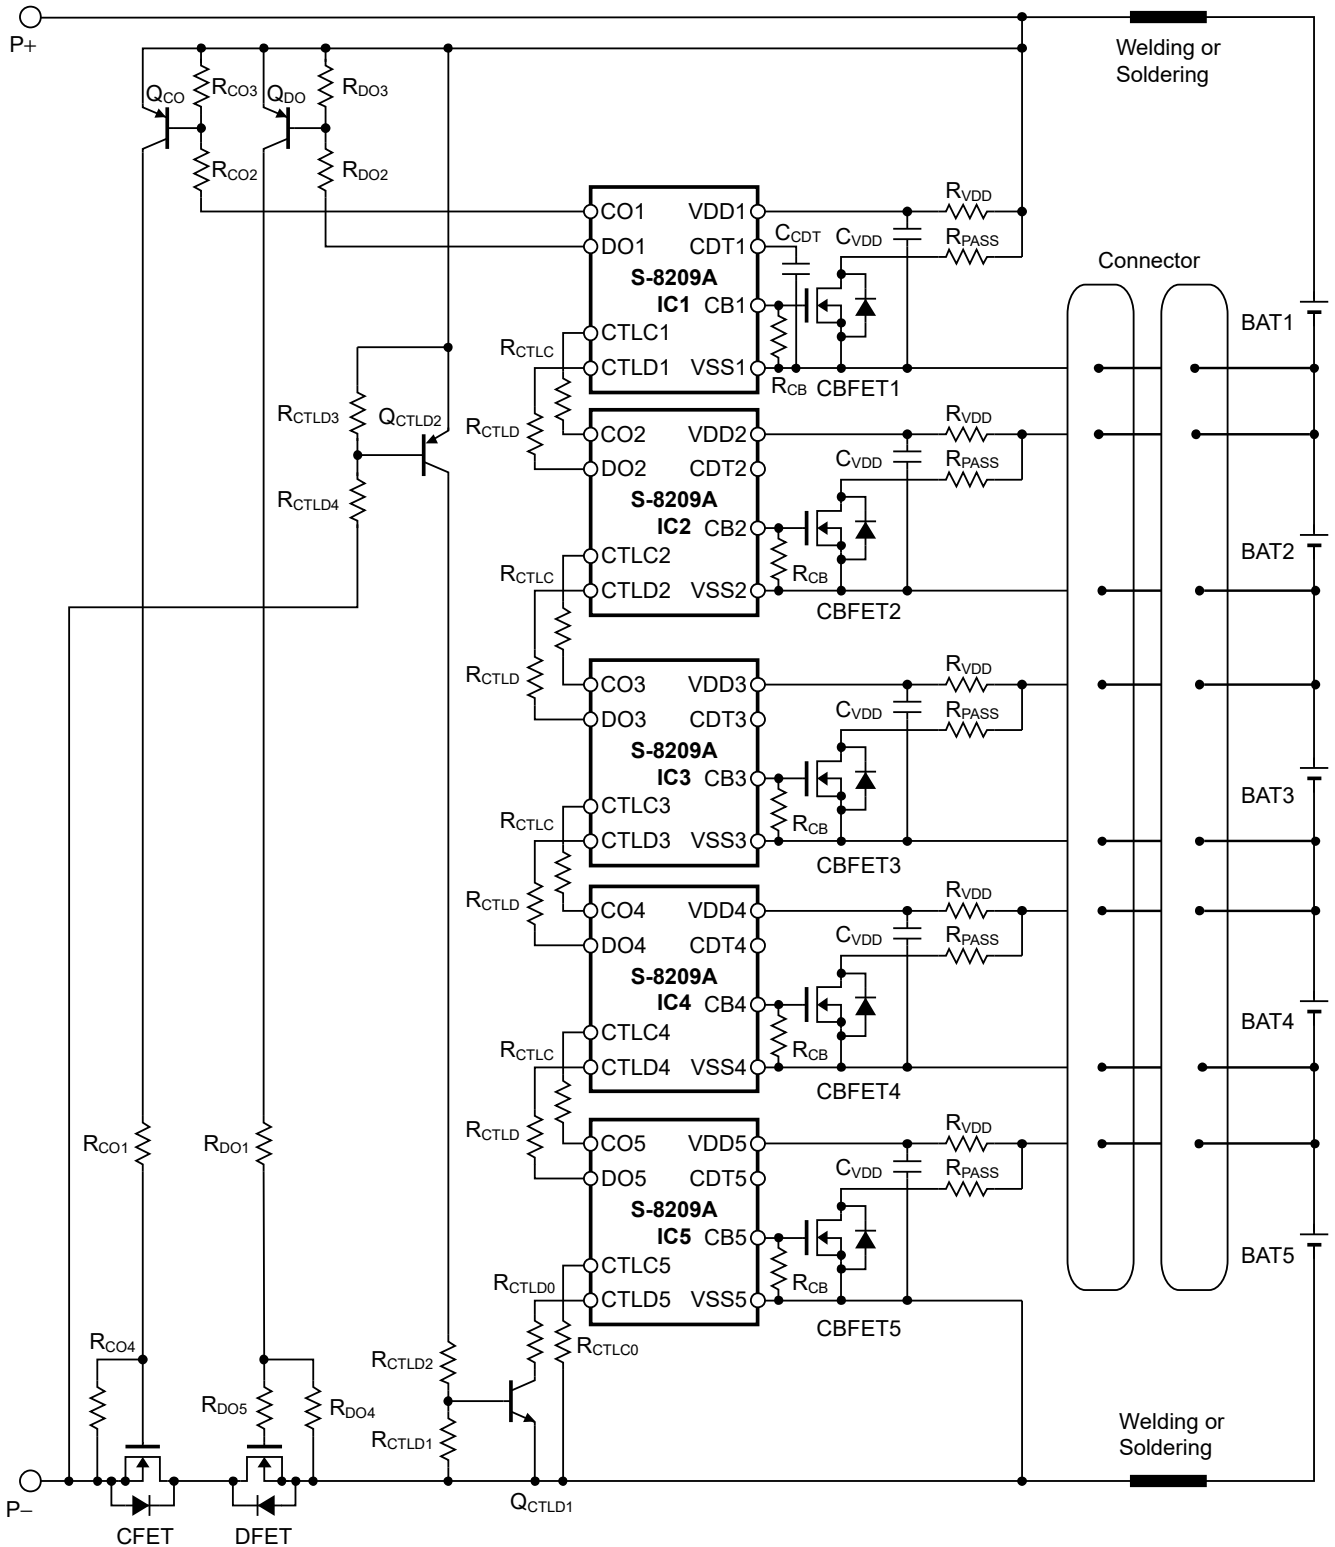 P+
Welding or
Soldering
QCO
RCO3
QDO
RDO3
RCO2
RDO2
CO1
VDD1
RVDD
DO1
CDT1
CCDT
CVDD
RPASS
S-8209A
IC1
CB1
CTLC1
CTLD1
VSS1
RCB
CBFET1
Connector
BAT1
RCTLC
RCTLD
RCTLD3
QCTLD2
RCTLD4
CO2
VDD2
RVDD
DO2
CDT2
CVDD
RPASS
S-8209A
IC2
CB2
CTLC2
CTLD2
VSS2
RCB
CBFET2
BAT2
RCTLC
RCTLD
CO3
VDD3
RVDD
DO3
CDT3
CVDD
RPASS
S-8209A
IC3
CB3
CTLC3
CTLD3
VSS3
RCB
CBFET3
BAT3
RCTLC
RCTLD
CO4
VDD4
RVDD
DO4
CDT4
CVDD
RPASS
S-8209A
IC4
CB4
CTLC4
CTLD4
VSS4
RCB
CBFET4
BAT4
RCTLC
RCTLD
RCO1
RDO1
CO5
VDD5
RVDD
DO5
CDT5
CVDD
RPASS
S-8209A
IC5
CB5
CTLC5
CTLD5
VSS5
RCB
CBFET5
BAT5
RCTLD0
RCTLC0
RCO4
RDO5
RDO4
RCTLD2
RCTLD1
QCTLD1
Welding or
Soldering
P−
CFET
DFET